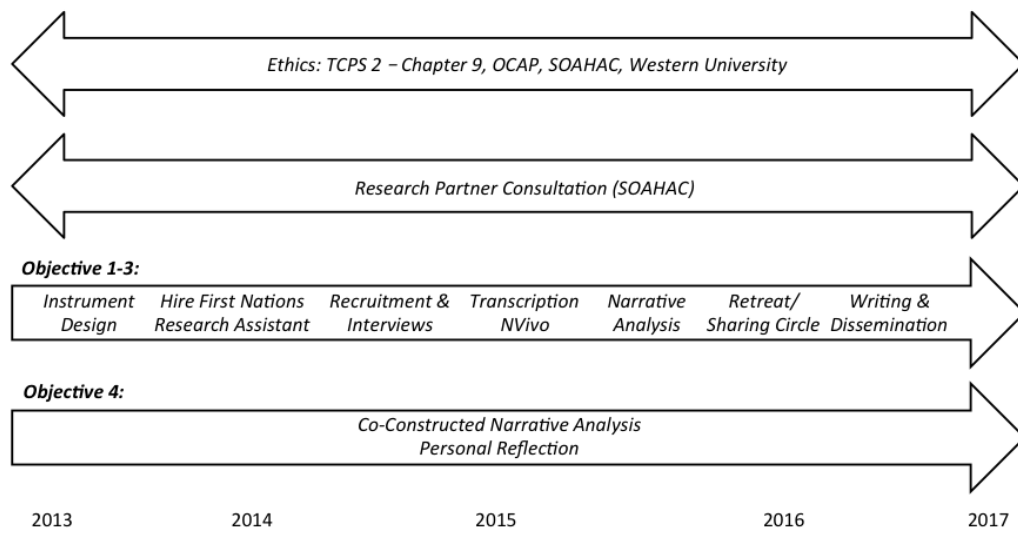 Ethics: TCPS 2 – Chapter 9, OCAP, SOAHAC, Western University
Research Partner Consultation (SOAHAC)
Objective 1-3:
Instrument Hire First Nations Recruitment & Transcription Narrative Retreat/ Writing &
Design Research Assistant Interviews NVivo Analysis Sharing Circle Dissemination
Objective 4:
Co-Constructed Narrative Analysis
Personal Reflection
2013 2014 2015 2016 2017